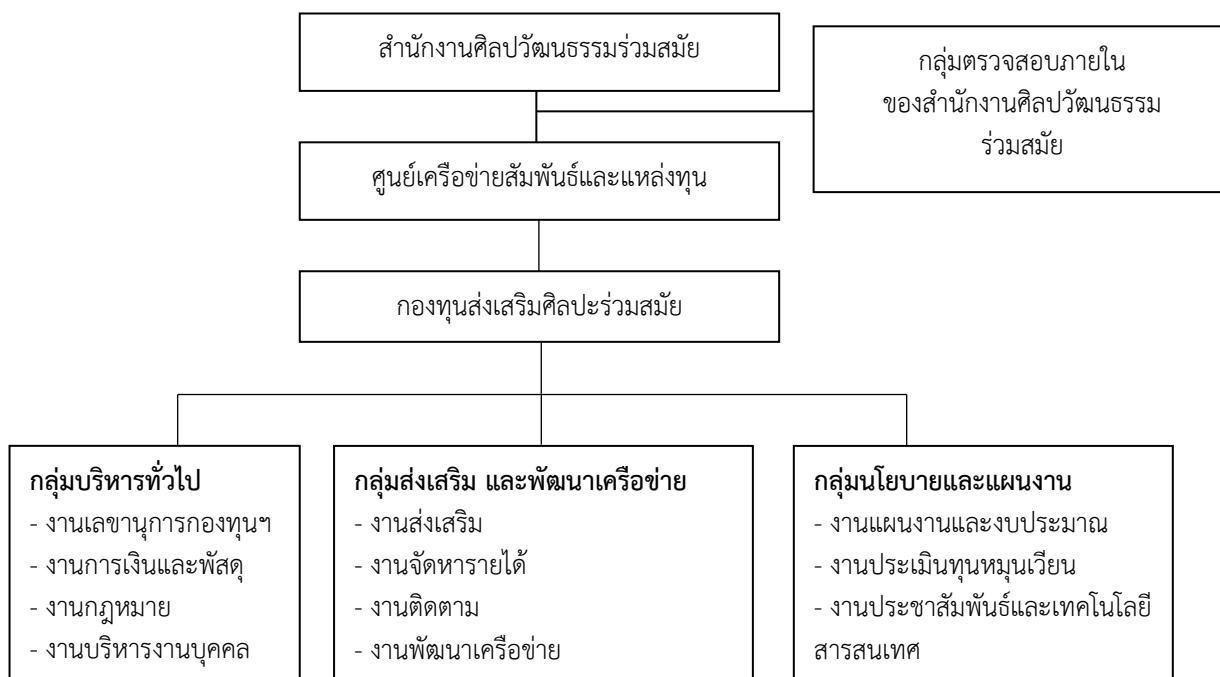 สำนักงานศิลปวัฒนธรรมร่วมสมัย
กลุ่มตรวจสอบภายใน
ของสำนักงานศิลปวัฒนธรรม
ร่วมสมัย
ศูนย์เครือข่ายสัมพันธ์และแหล่งทุน
กองทุนส่งเสริมศิลปะร่วมสมัย
กลุ่มบริหารทั่วไป
- งานเลขานุการกองทุนฯ
- งานการเงินและพัสดุ
- งานกฎหมาย
- งานบริหารงานบุคคล
กลุ่มส่งเสริม และพัฒนาเครือข่าย
- งานส่งเสริม
- งานจัดหารายได้
- งานติดตาม
- งานพัฒนาเครือข่าย
กลุ่มนโยบายและแผนงาน
- งานแผนงานและงบประมาณ
- งานประเมินทุนหมุนเวียน
- งานประชาสัมพันธ์และเทคโนโลยี
สารสนเทศ